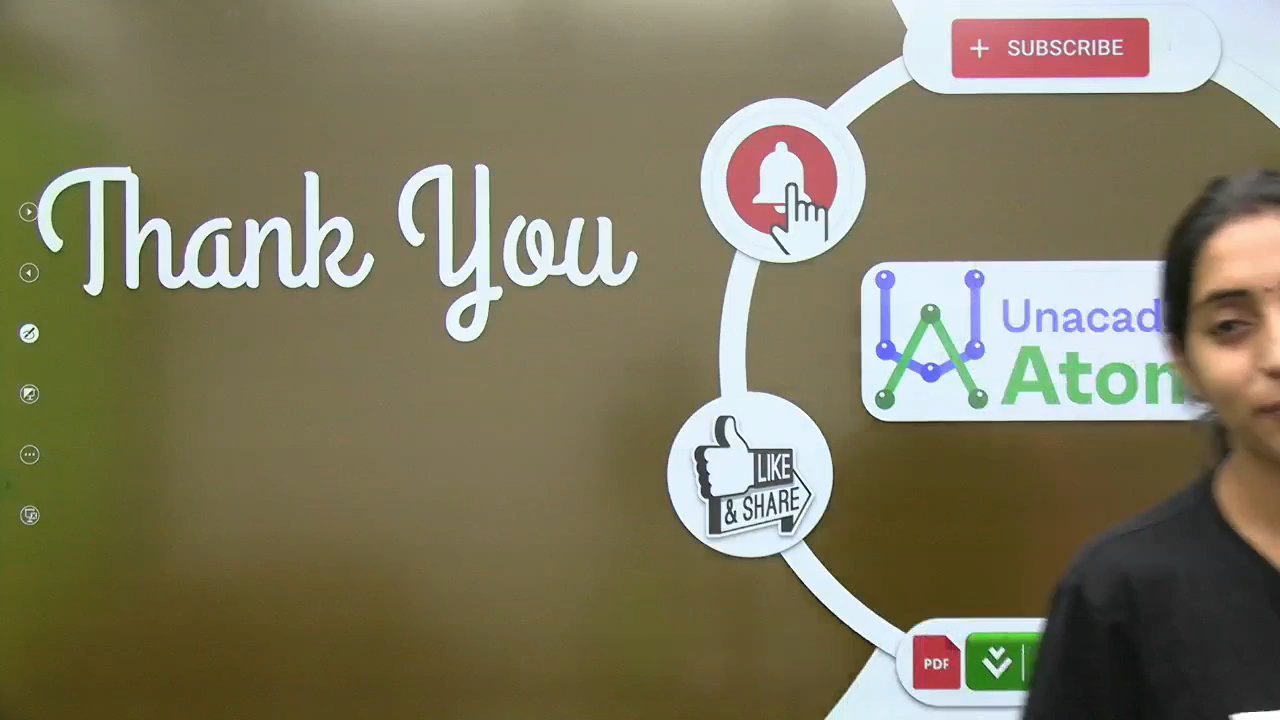 SUBSCRIBE
Thank You
Unacad
Atom
LIKE
& SHARE
PDF